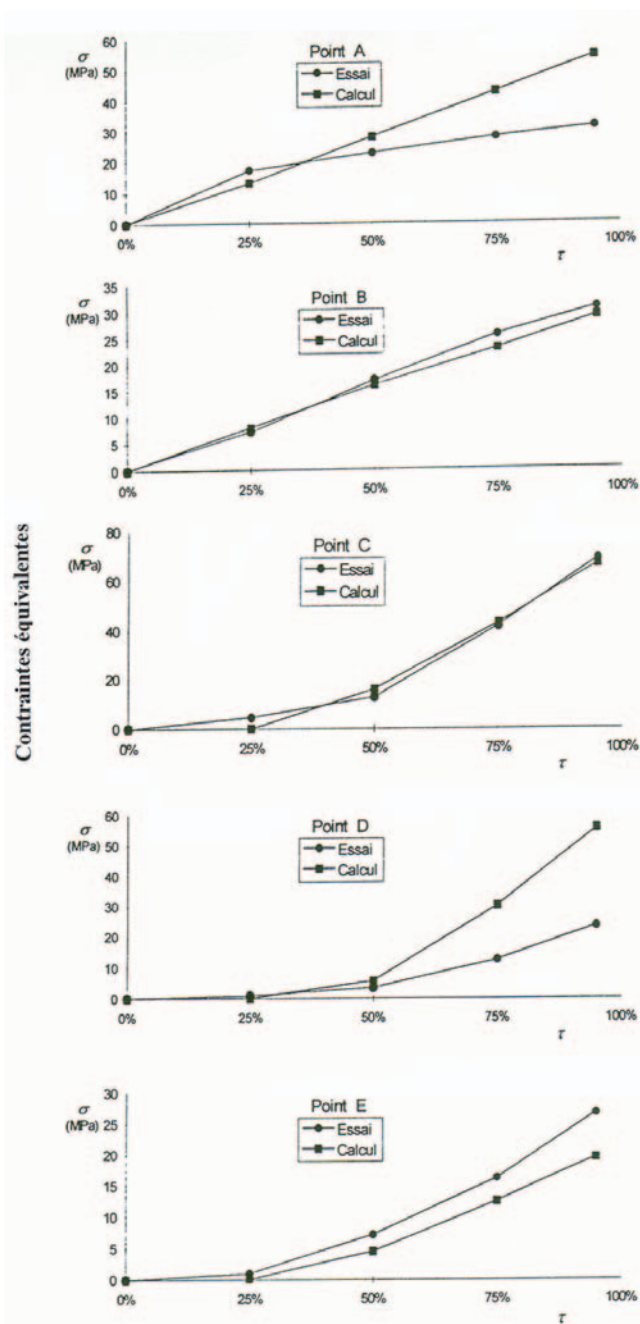 Contraintes équivalentes
σ
(MPa)
60
50
40
30
20
10
0
Point A
Essai
Calcul
0%
25%
50%
75%
100%
τ
σ
(MPa)
35
30
25
20
15
10
5
0
Point B
Essai
Calcul
0%
25%
50%
75%
100%
τ
σ
(MPa)
80
60
40
20
0
Point C
Essai
Calcul
0%
25%
50%
75%
100%
τ
σ
(MPa)
60
50
40
30
20
10
0
Point D
Essai
Calcul
0%
25%
50%
75%
100%
τ
σ
(MPa)
30
25
20
15
10
5
0
Point E
Essai
Calcul
0%
25%
50%
75%
100%
τ